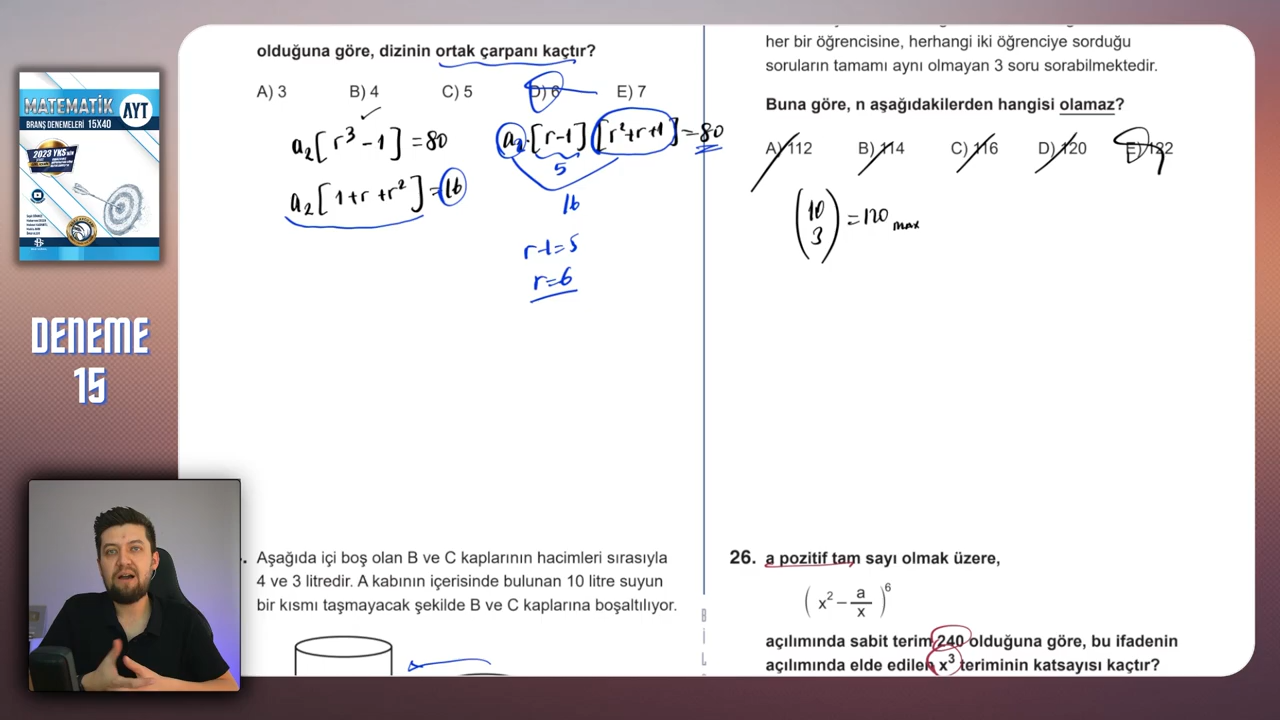 MATEMATİK
AYT
BRANŞ DENEMELERİ 15X40
2023 YKS'NİN
DENEME
15
olduğuna göre, dizinin ortak çarpanı kaçtır?
A) 3 B) 4 C) 5 D) 6 E) 7
a₂[r³-1]=80
a₂[1+r+r²]=16
a₂·[r-1][r²+r+1]=80
5
16
r-1=5
r=6
Aşağıda içi boş olan B ve C kaplarının hacimleri sırasıyla
4 ve 3 litredir. A kabının içerisinde bulunan 10 litre suyun
bir kısmı taşmayacak şekilde B ve C kaplarına boşaltılıyor.
her bir öğrencisine, herhangi iki öğrenciye sorduğu
soruların tamamı aynı olmayan 3 soru sorabilmektedir.
Buna göre, n aşağıdakilerden hangisi olamaz?
A) 112 B) 114 C) 116 D) 120 E) 122
(10 3) = 120 max
26. a pozitif tam sayı olmak üzere,
(x² - a/x)⁶
açılımında sabit terim 240 olduğuna göre, bu ifadenin
açılımında elde edilen x³ teriminin katsayısı kaçtır?